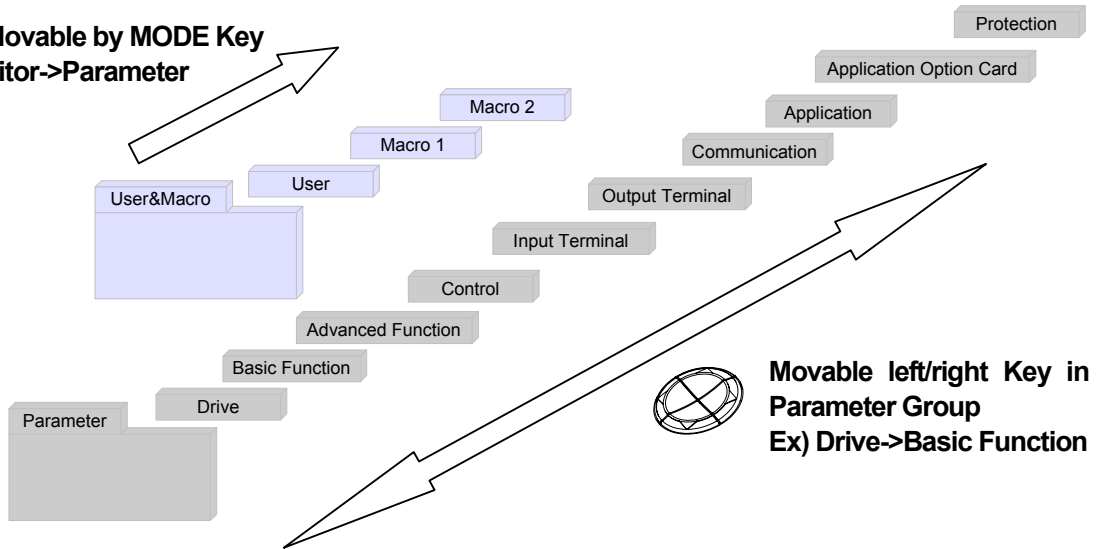 Movable by MODE Key
itor->Parameter
Protection
Application Option Card
Macro 2
Application
Macro 1
Communication
User
User&Macro
Output Terminal
Input Terminal
Control
Advanced Function
Basic Function
Drive
Parameter
Movable left/right Key in
Parameter Group
Ex) Drive->Basic Function